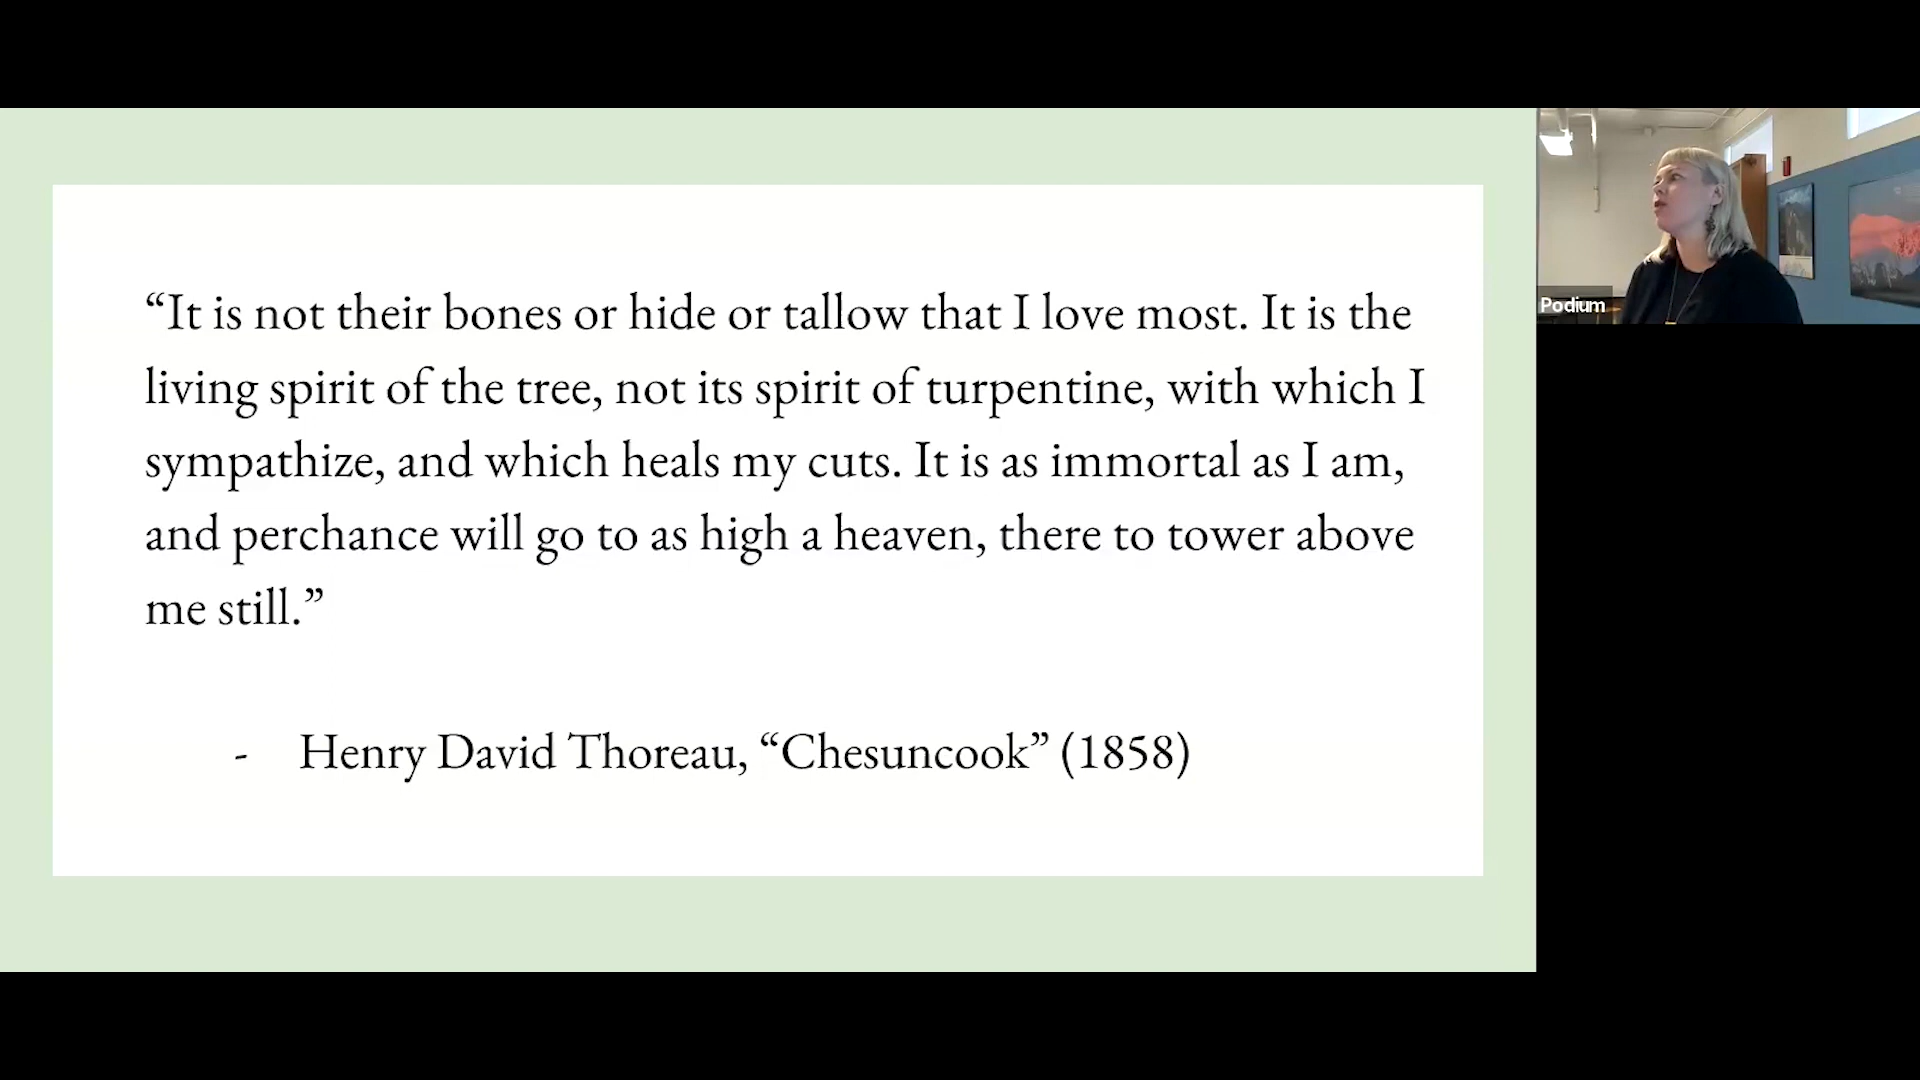 “It is not their bones or hide or tallow that I love most. It is the
living spirit of the tree, not its spirit of turpentine, with which I
sympathize, and which heals my cuts. It is as immortal as I am,
and perchance will go to as high a heaven, there to tower above
me still.”
- Henry David Thoreau, “Chesuncook” (1858)
Podium